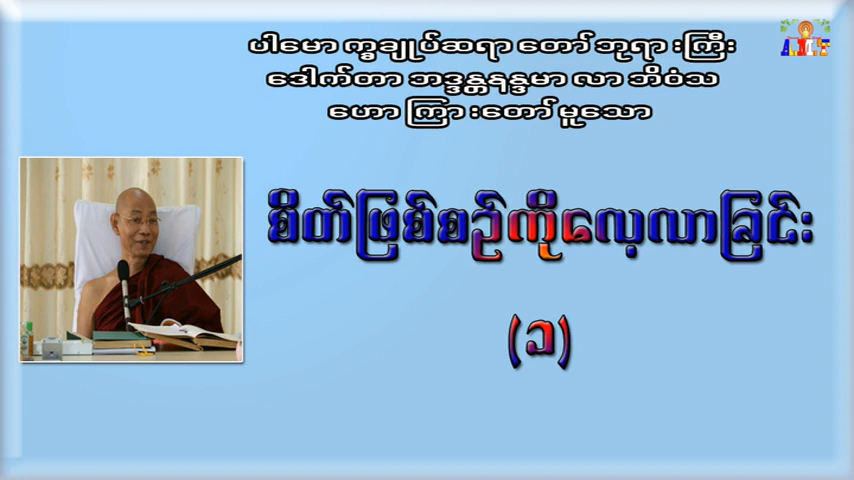 ပါမော က္ခချုပ်ဆရာ တော် ဘုရာ းကြီး
ဒေါက်တာ ဘဒ္ဒန္တနန္ဒမာ လာ ဘိဝံသ
ဟော ကြာ းတော် မူသော
စိတ်ဖြစ်စဉ်ကိုလေ့လာခြင်း
(၁)